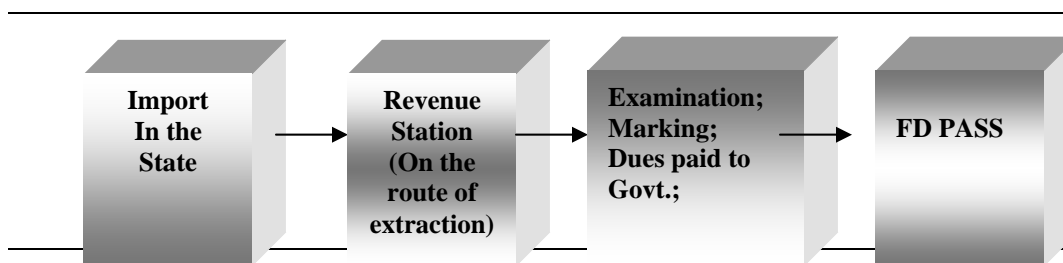 Import
In the
State
Revenue
Station
(On the
route of
extraction)
Examination;
Marking;
Dues paid to
Govt.;
FD PASS